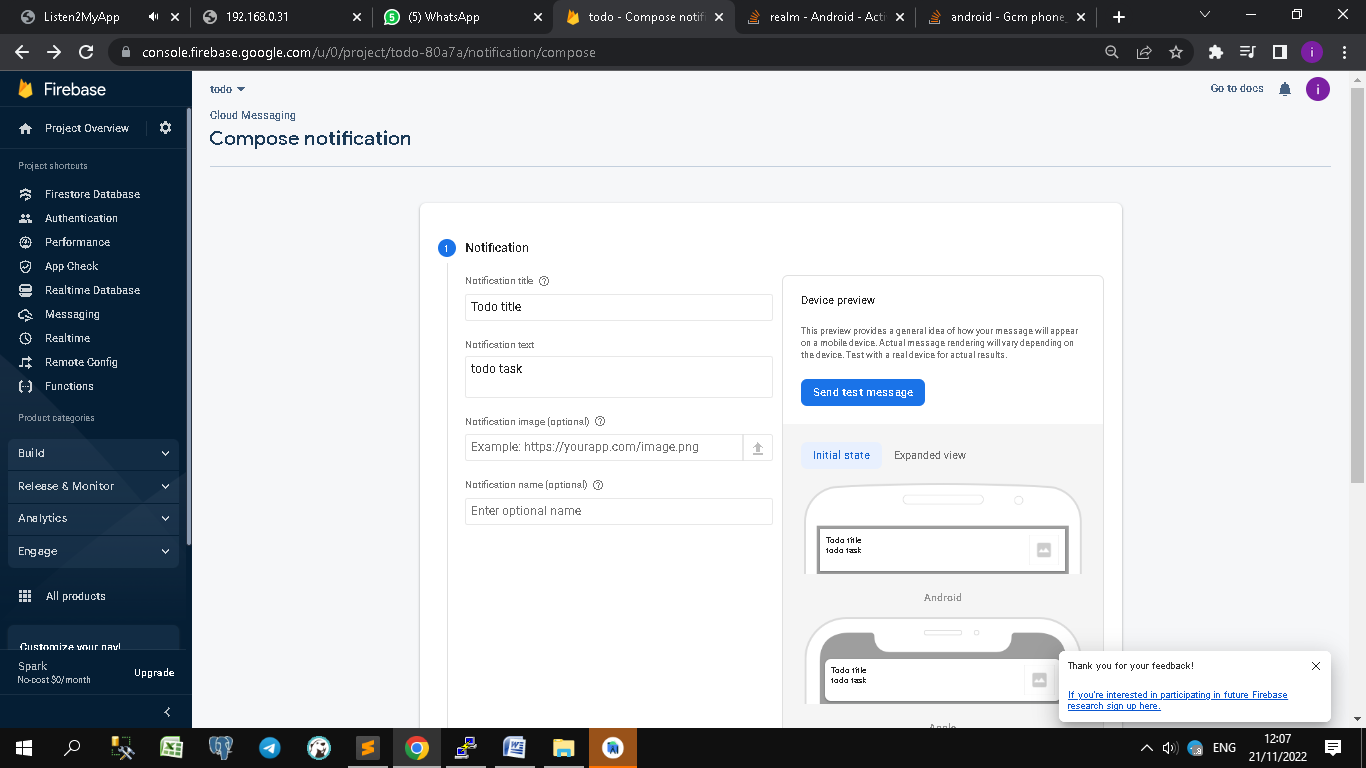 Listen2MyApp
192.168.0.31
(5) WhatsApp
todo - Compose notifi
realm - Android - Acti
android - Gcm phone_
console.firebase.google.com/u/0/project/todo-80a7a/notification/compose
i
Firebase
Project Overview
Project shortcuts
Firestore Database
Authentication
Performance
App Check
Realtime Database
Messaging
Realtime
Remote Config
Functions
Product categories
Build
Release & Monitor
Analytics
Engage
All products
Customize your nav!
Spark
No-cost $0/month
Upgrade
todo
Go to docs
i
Cloud Messaging
Compose notification
1
Notification
Notification title
Todo title
Notification text
todo task
Notification image (optional)
Example: https://yourapp.com/image.png
Notification name (optional)
Enter optional name
Device preview
This preview provides a general idea of how your message will appear
on a mobile device. Actual message rendering will vary depending on
the device. Test with a real device for actual results.
Send test message
Initial state
Expanded view
Todo title
todo task
Android
Todo title
todo task
Apple
Thank you for your feedback!
If you're interested in participating in future Firebase
research sign up here.
ENG
12:07
21/11/2022